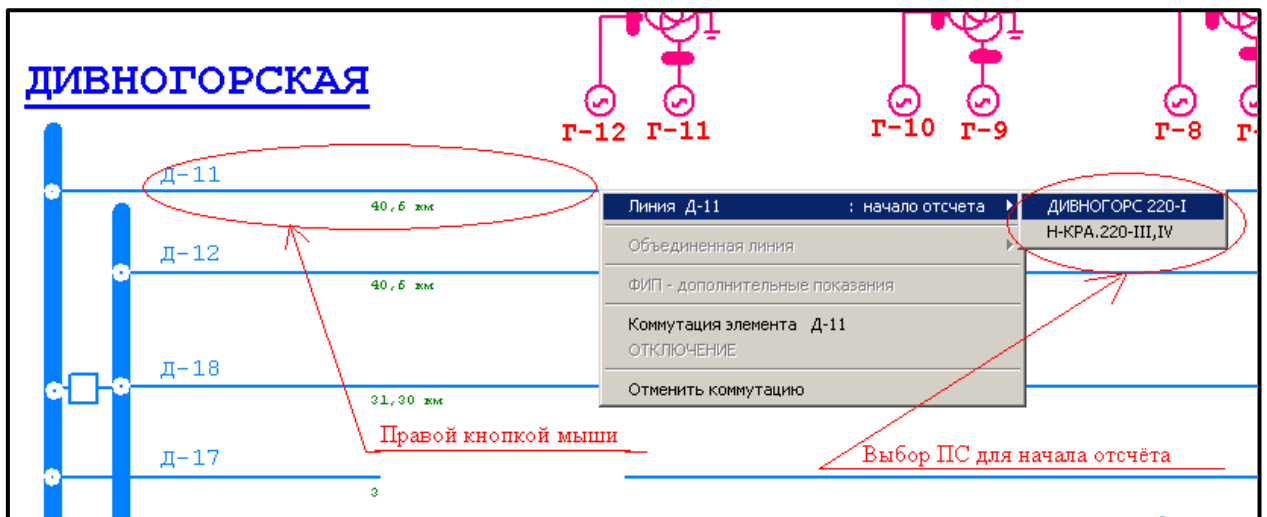 ДИВНОГОРСКАЯ
Г-12 Г-11
Г-10 Г-9
Г-8
Д-11
40,6 км
Линия Д-11 : начало отсчета
ДИВНОГОРС 220-I
Н-КРА.220-III,IV
Объединенная линия
Д-12
40,6 км
ФИП - дополнительные показания
Коммутация элемента Д-11
ОТКЛЮЧЕНИЕ
Д-18
31,30 км
Отменить коммутацию
Правой кнопкой мыши
Выбор ПС для начала отсчёта
Д-17
3